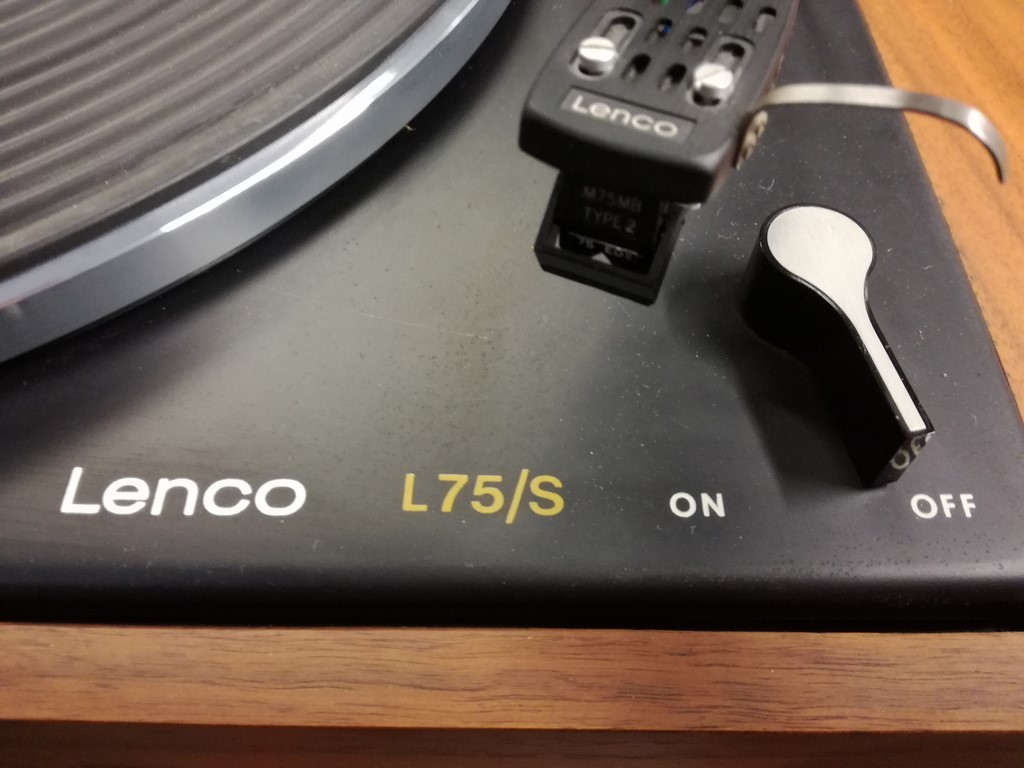 Lenco
M75MB
TYPE 2
Lenco
L75/S
ON
OFF